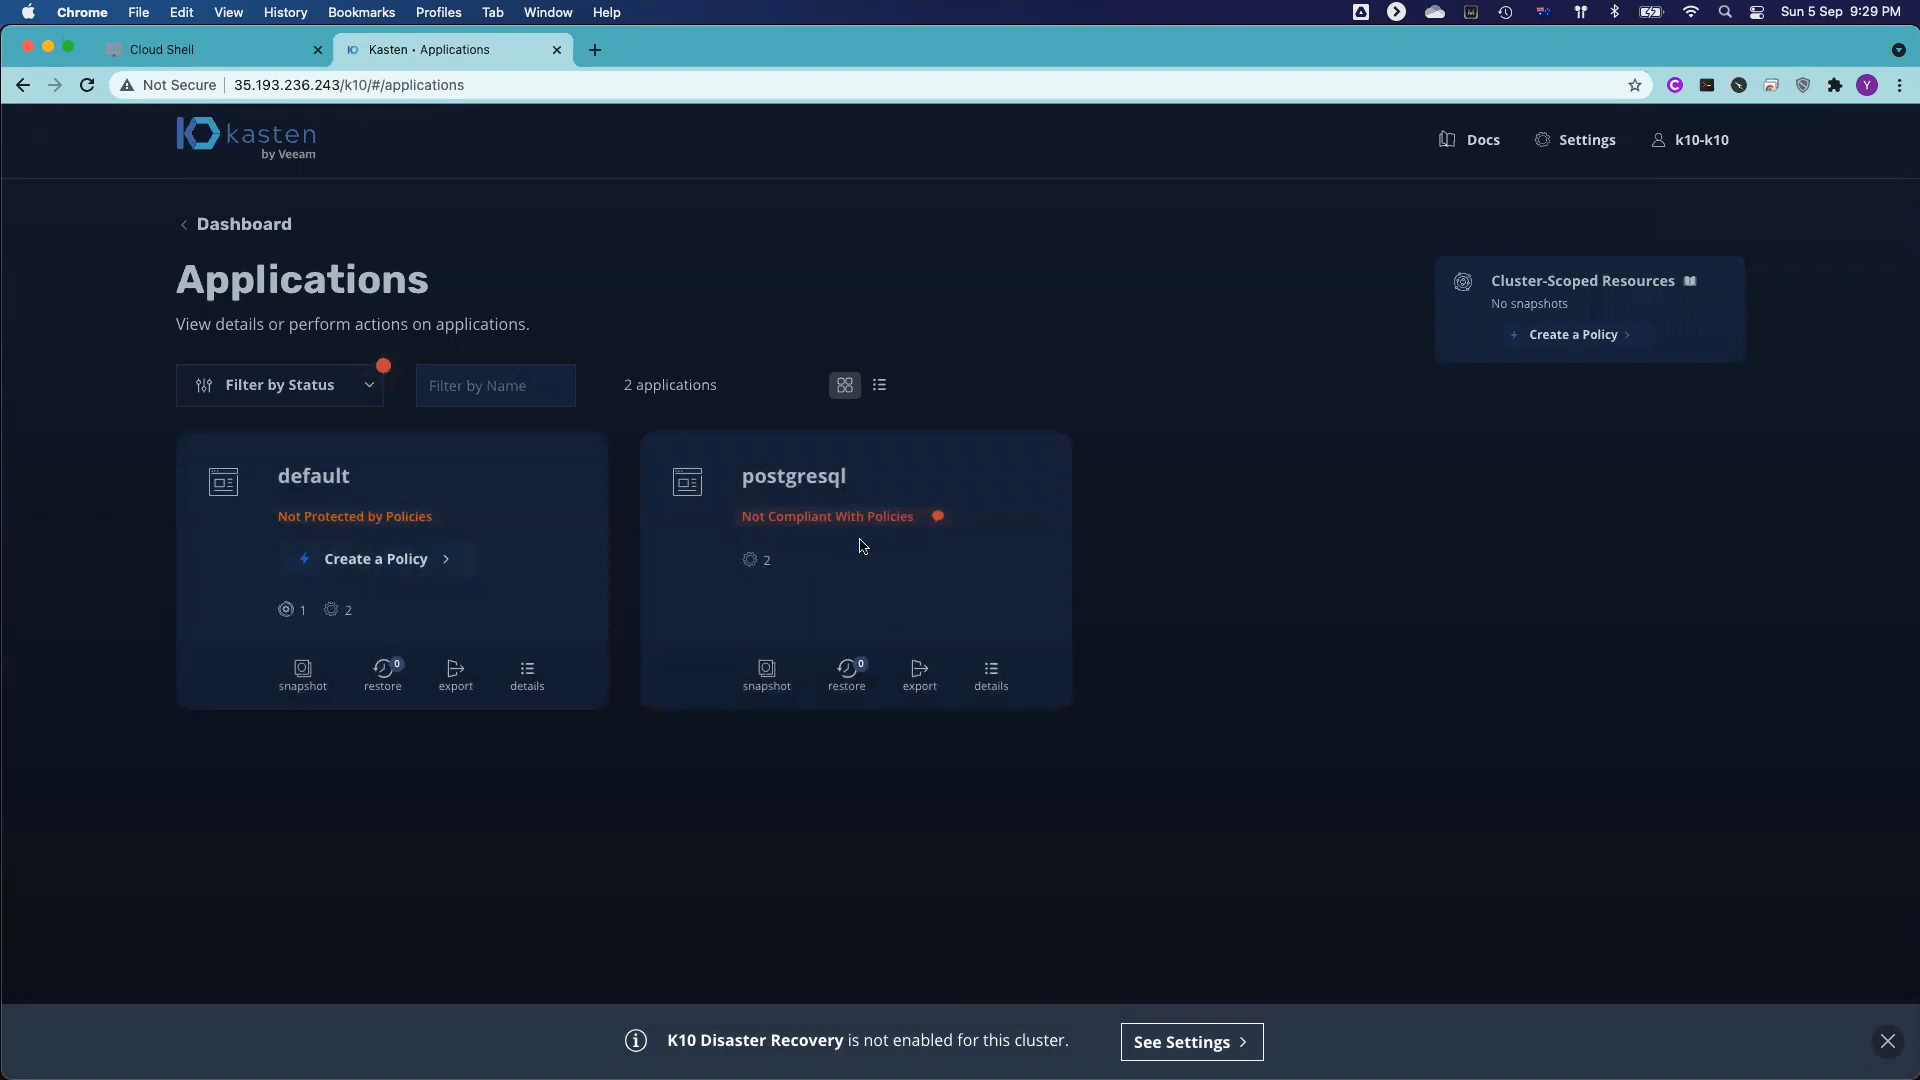 Chrome File Edit View History Bookmarks Profiles Tab Window Help Sun 5 Sep 9:29 PM
Cloud Shell
Kasten • Applications
Not Secure 35.193.236.243/k10/#/applications Y
kasten
by Veeam
Docs Settings k10-k10
Dashboard
Applications
View details or perform actions on applications.
Cluster-Scoped Resources
No snapshots
Create a Policy
Filter by Status
Filter by Name
2 applications
default
Not Protected by Policies
Create a Policy
1 2
0
snapshot restore export details
postgresql
Not Compliant With Policies
2
0
snapshot restore export details
K10 Disaster Recovery is not enabled for this cluster.
See Settings